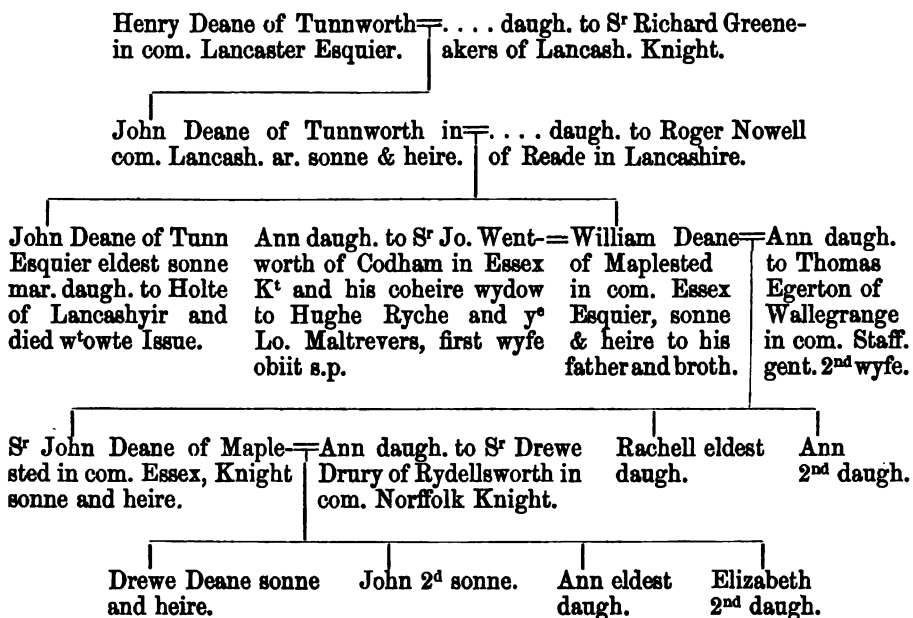 Henry Deane of Tunnworth=. . . . daugh. to Sʳ Richard Greene-
in com. Lancaster Esquier. akers of Lancash. Knight.
John Deane of Tunnworth in=. . . . daugh. to Roger Nowell
com. Lancash. ar. sonne & heire. of Reade in Lancashire.
John Deane of Tunn
Esquier eldest sonne
mar. daugh. to Holte
of Lancashyir and
died wᵗowte Issue.
Ann daugh. to Sʳ Jo. Went-
worth of Codham in Essex
Kᵗ and his coheire wydow
to Hughe Ryche and yᵉ
Lo. Maltrevers, first wyfe
obiit s.p.
=William Deane=
of Maplested
in com. Essex
Esquier, sonne
& heire to his
father and broth.
Ann daugh.
to Thomas
Egerton of
Wallegrange
in com. Staff.
gent. 2ⁿᵈ wyfe.
Sʳ John Deane of Maple-
sted in com. Essex, Knight
sonne and heire.
=Ann daugh. to Sʳ Drewe
Drury of Rydellsworth in
com. Norffolk Knight.
Rachell eldest
daugh.
Ann
2ⁿᵈ daugh.
Drewe Deane sonne
and heire.
John 2ᵈ sonne.
Ann eldest
daugh.
Elizabeth
2ⁿᵈ daugh.